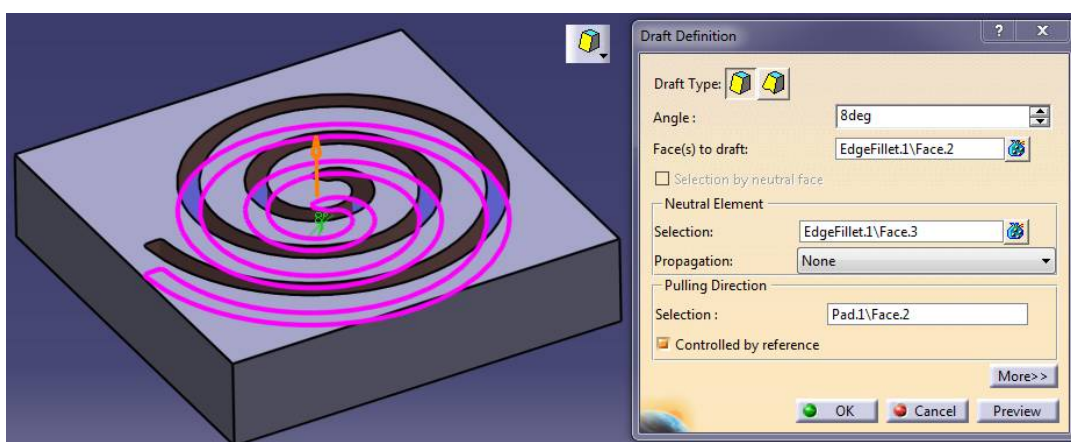 Draft Definition ? X
Draft Type:
Angle : 8deg
Face(s) to draft: EdgeFillet.1\Face.2
Selection by neutral face
Neutral Element
Selection: EdgeFillet.1\Face.3
Propagation: None
Pulling Direction
Selection : Pad.1\Face.2
Controlled by reference
More>>
OK Cancel Preview